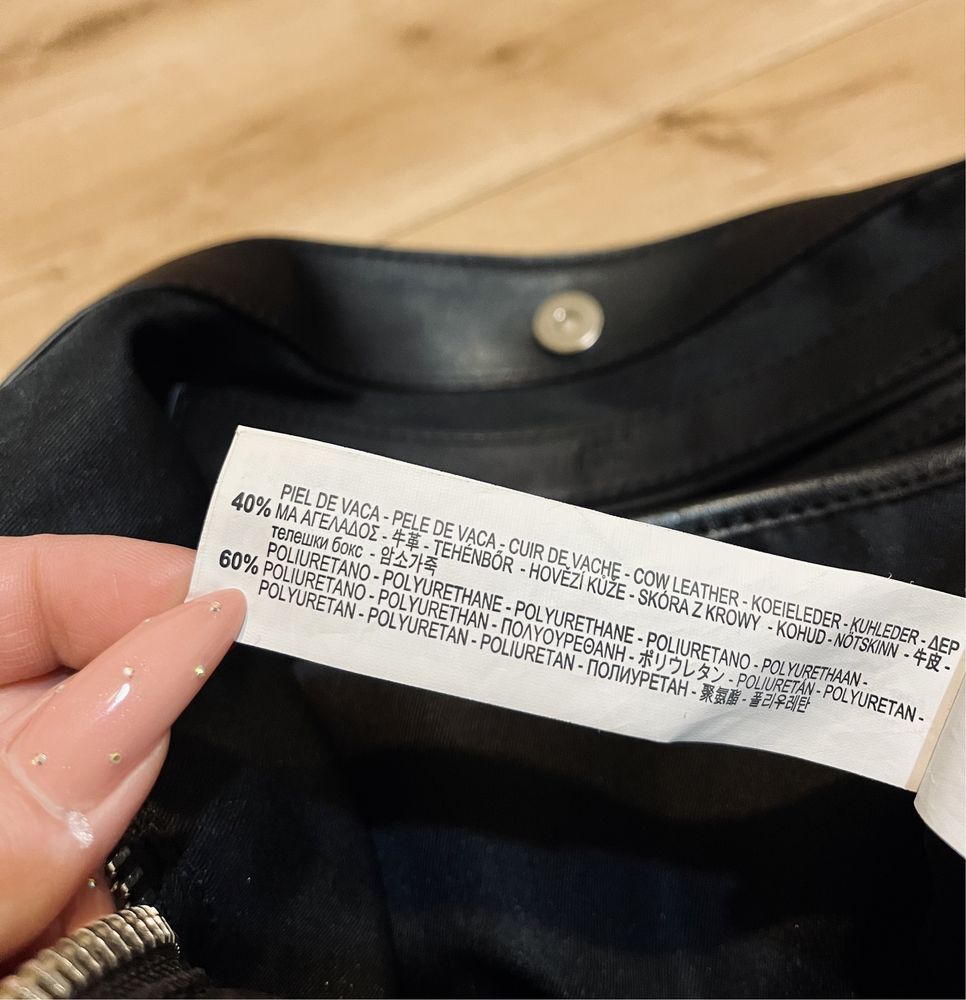 40% PIEL DE VACA - PELE DE VACA - CUIR DE VACHE - COW LEATHER - KOEIELEDER - KUHLEDER - ΔΕΡ
ΜΑ ΑΓΕΛΑΔΟΣ - 牛革 - TEHÉNBŐR - HOVĚZÍ KŮŽE - SKÓRA Z KROWY - KOHUD - NÖTSKINN - 牛皮 -
телешки бокс - 암소가죽
60% POLIURETANO - POLYURETHANE - POLYURETHANE - POLIURETANO - POLYURETHAAN -
POLIURETANO - POLYURETHAN - ΠΟΛΥΟΥΡΕΘΑΝΗ - ポリウレタン - POLIURETÁN - POLYURETAN -
POLYURETAN - POLYURETAN - POLIURETAN - ПОЛИУРЕТАН - 聚氨酯 - 폴리우레탄